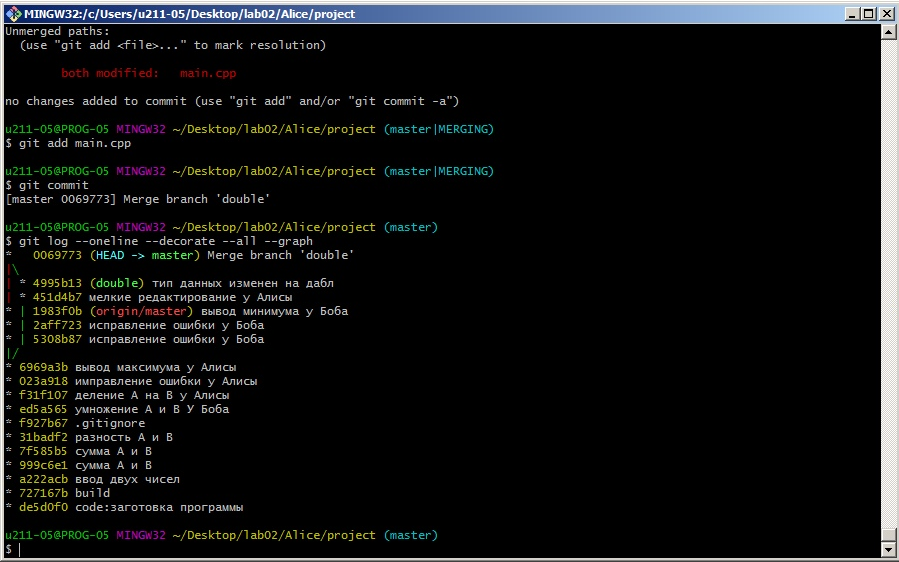 MINGW32:/c/Users/u211-05/Desktop/lab02/Alice/project
Unmerged paths:
  (use "git add <file>..." to mark resolution)
        both modified:   main.cpp
no changes added to commit (use "git add" and/or "git commit -a")
u211-05@PROG-05 MINGW32 ~/Desktop/lab02/Alice/project (master|MERGING)
$ git add main.cpp
u211-05@PROG-05 MINGW32 ~/Desktop/lab02/Alice/project (master|MERGING)
$ git commit
[master 0069773] Merge branch 'double'
u211-05@PROG-05 MINGW32 ~/Desktop/lab02/Alice/project (master)
$ git log --oneline --decorate --all --graph
*   0069773 (HEAD -> master) Merge branch 'double'
|\
| * 4995b13 (double) тип данных изменен на дабл
| * 451d4b7 мелкие редактирование у Алисы
* | 1983f0b (origin/master) вывод минимума у Боба
* | 2aff723 исправление ошибки у Боба
* | 5308b87 исправление ошибки у Боба
|/
* 6969a3b вывод максимума у Алисы
* 023a918 имправление ошибки у Алисы
* f31f107 деление А на В у Алисы
* ed5a565 умножение А и В У Боба
* f927b67 .gitignore
* 31badf2 разность А и В
* 7f585b5 сумма А и В
* 999c6e1 сумма А и В
* a222acb ввод двух чисел
* 727167b build
* de5d0f0 code:заготовка программы
u211-05@PROG-05 MINGW32 ~/Desktop/lab02/Alice/project (master)
$